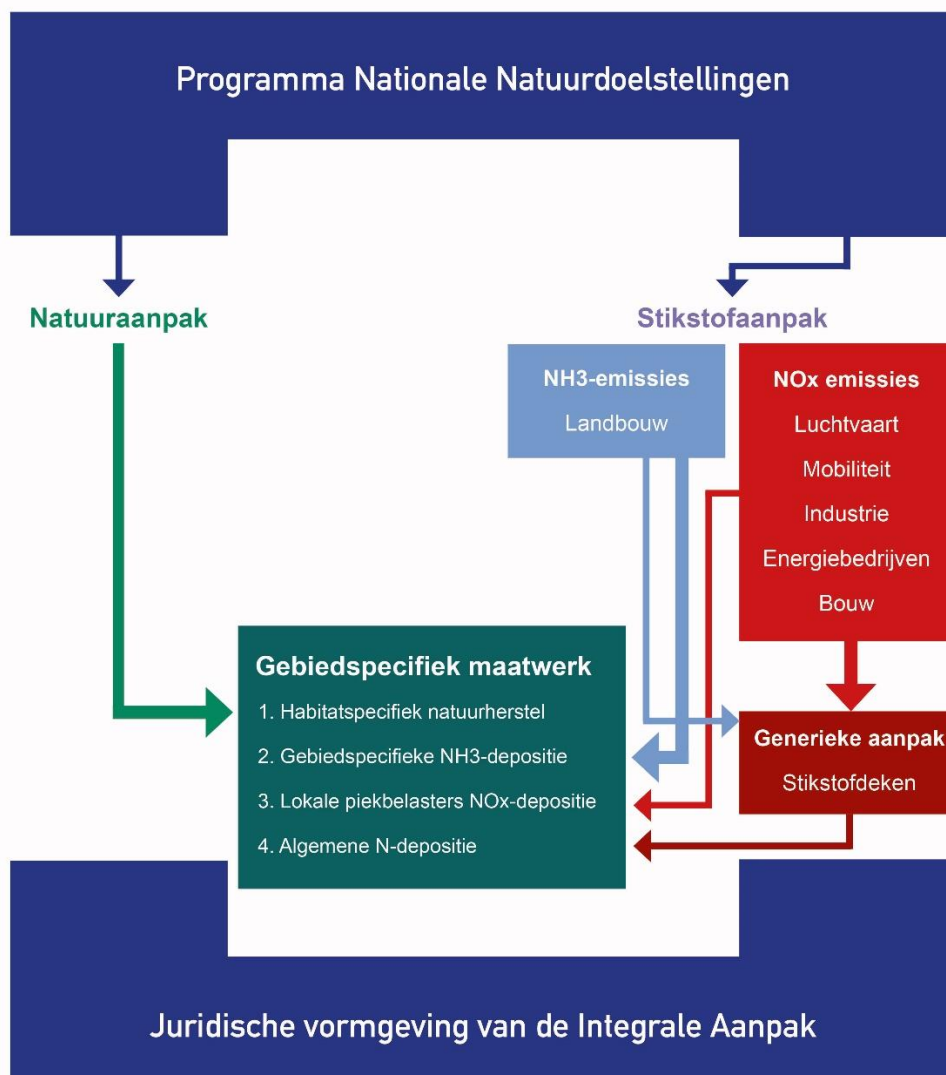 Programma Nationale Natuurdoelstellingen
Natuuraanpak
Stikstofaanpak
NH3-emissies
Landbouw
NOx emissies
Luchtvaart
Mobiliteit
Industrie
Energiebedrijven
Bouw
Gebiedspecifiek maatwerk
1. Habitatspecifiek natuurherstel
2. Gebiedspecifieke NH3-depositie
3. Lokale piekbelasters NOx-depositie
4. Algemene N-depositie
Generieke aanpak
Stikstofdeken
Juridische vormgeving van de Integrale Aanpak